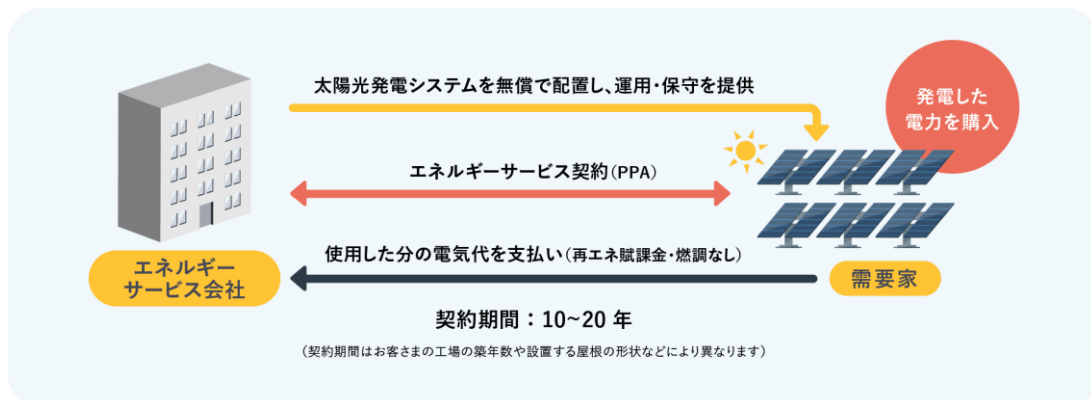 太陽光発電システムを無償で配置し、運用・保守を提供
発電した
電力を購入
エネルギーサービス契約（PPA）
使用した分の電気代を支払い（再エネ賦課金・燃調なし）
エネルギー
サービス会社
需要家
契約期間：10~20 年
（契約期間はお客さまの工場の築年数や設置する屋根の形状などにより異なります）